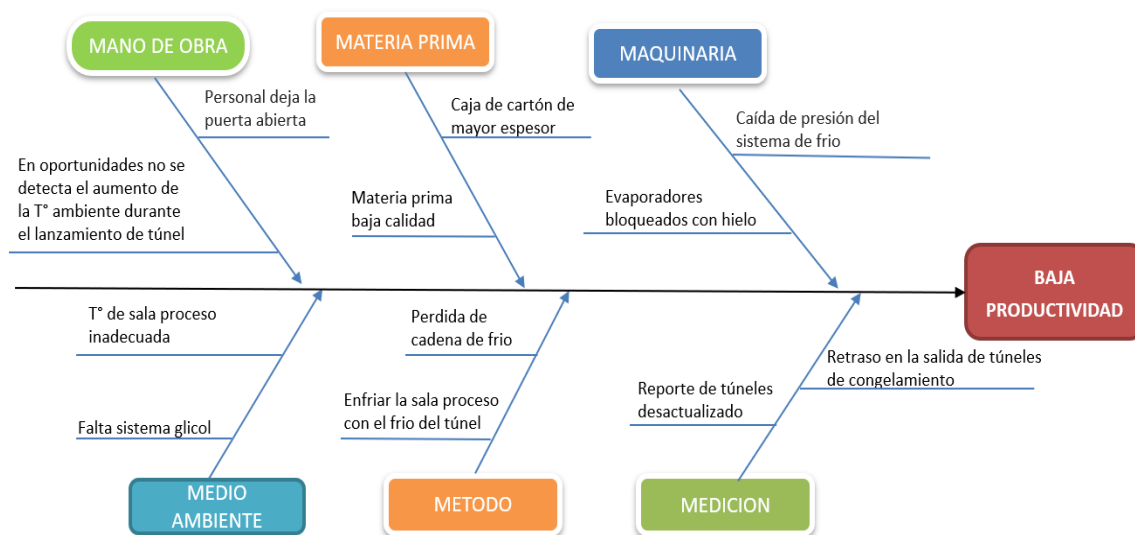 MANO DE OBRA
MATERIA PRIMA
MAQUINARIA
Personal deja la
puerta abierta
En oportunidades no se
detecta el aumento de
la T° ambiente durante
el lanzamiento de túnel
Caja de cartón de
mayor espesor
Materia prima
baja calidad
Caída de presión del
sistema de frio
Evaporadores
bloqueados con hielo
BAJA
PRODUCTIVIDAD
T° de sala proceso
inadecuada
Falta sistema glicol
Perdida de
cadena de frio
Enfriar la sala proceso
con el frio del túnel
Retraso en la salida de túneles
de congelamiento
Reporte de túneles
desactualizado
MEDIO
AMBIENTE
METODO
MEDICION